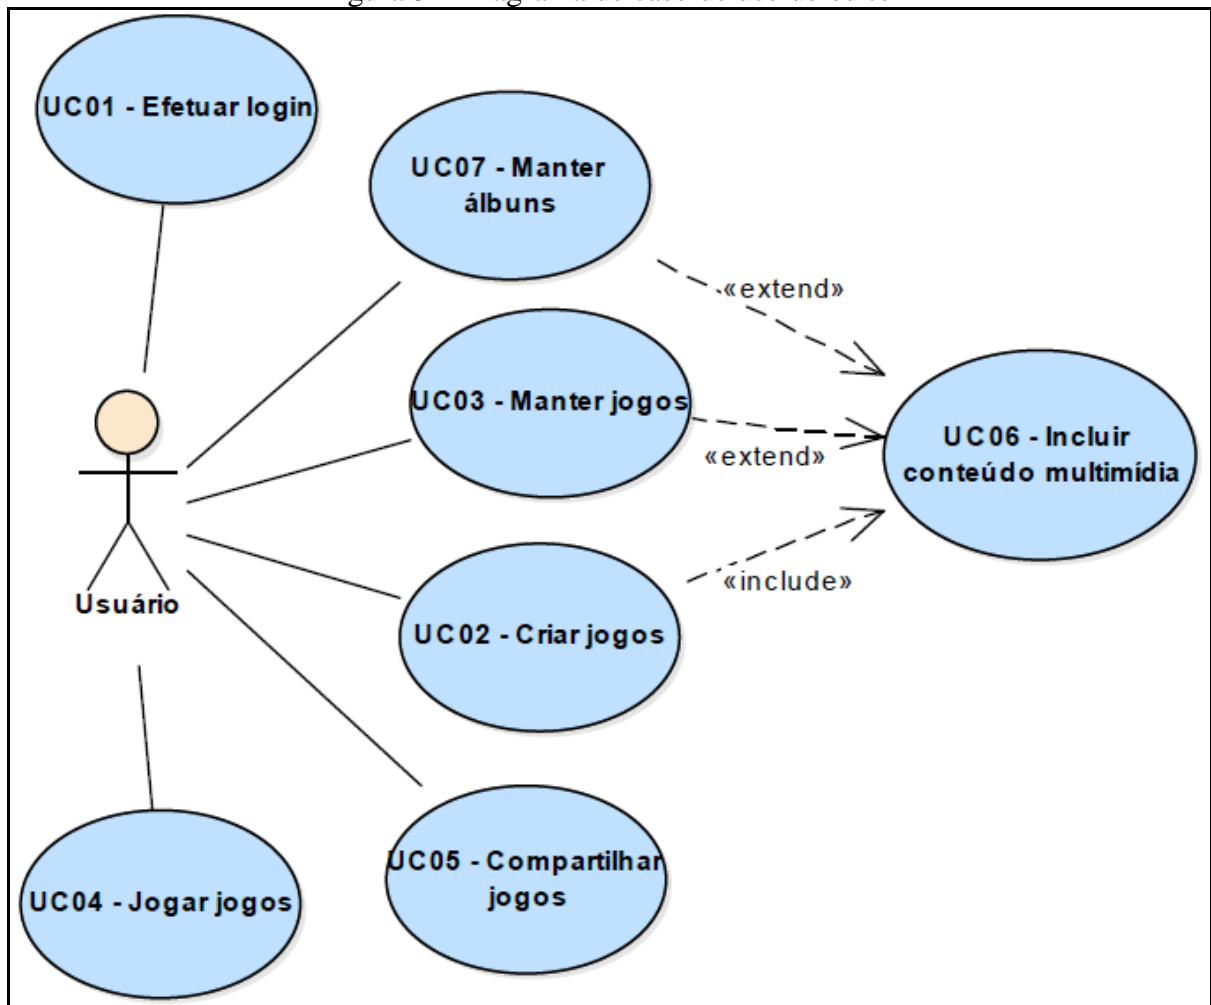 UC01 - Efetuar login
UC07 - Manter
álbuns
«extend»
UC03 - Manter jogos
«extend»
UC06 - Incluir
conteúdo multimídia
«include»
Usuário
UC02 - Criar jogos
UC05 - Compartilhar
jogos
UC04 - Jogar jogos